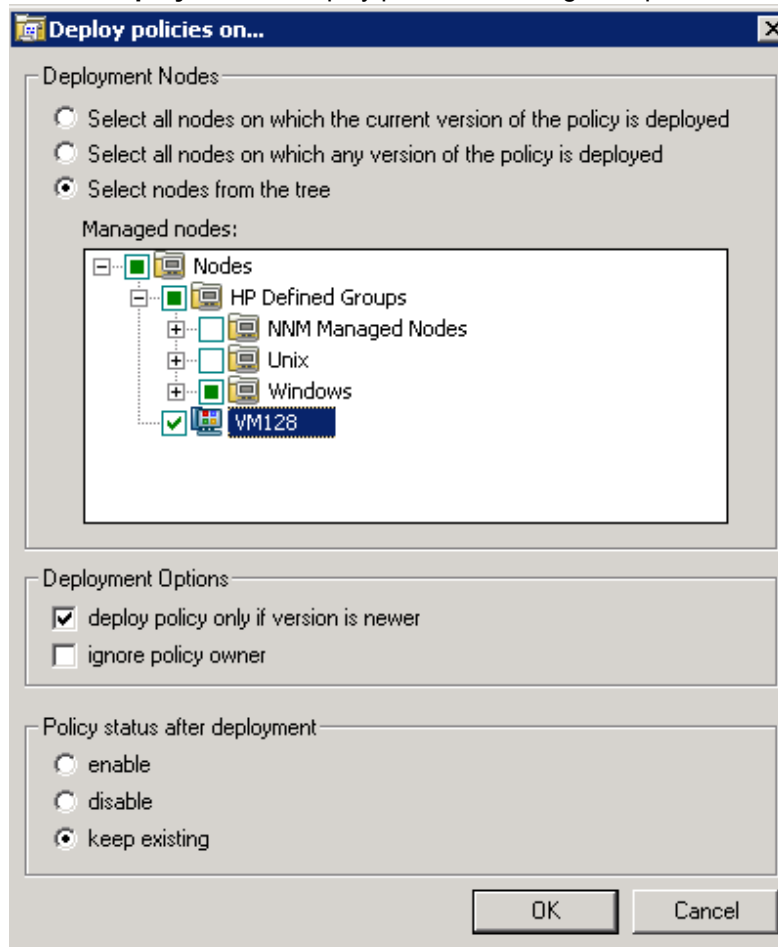 Deploy policies on...
Deployment Nodes
Select all nodes on which the current version of the policy is deployed
Select all nodes on which any version of the policy is deployed
Select nodes from the tree
Managed nodes:
Nodes
HP Defined Groups
NNM Managed Nodes
Unix
Windows
VM128
Deployment Options
deploy policy only if version is newer
ignore policy owner
Policy status after deployment
enable
disable
keep existing
OK Cancel